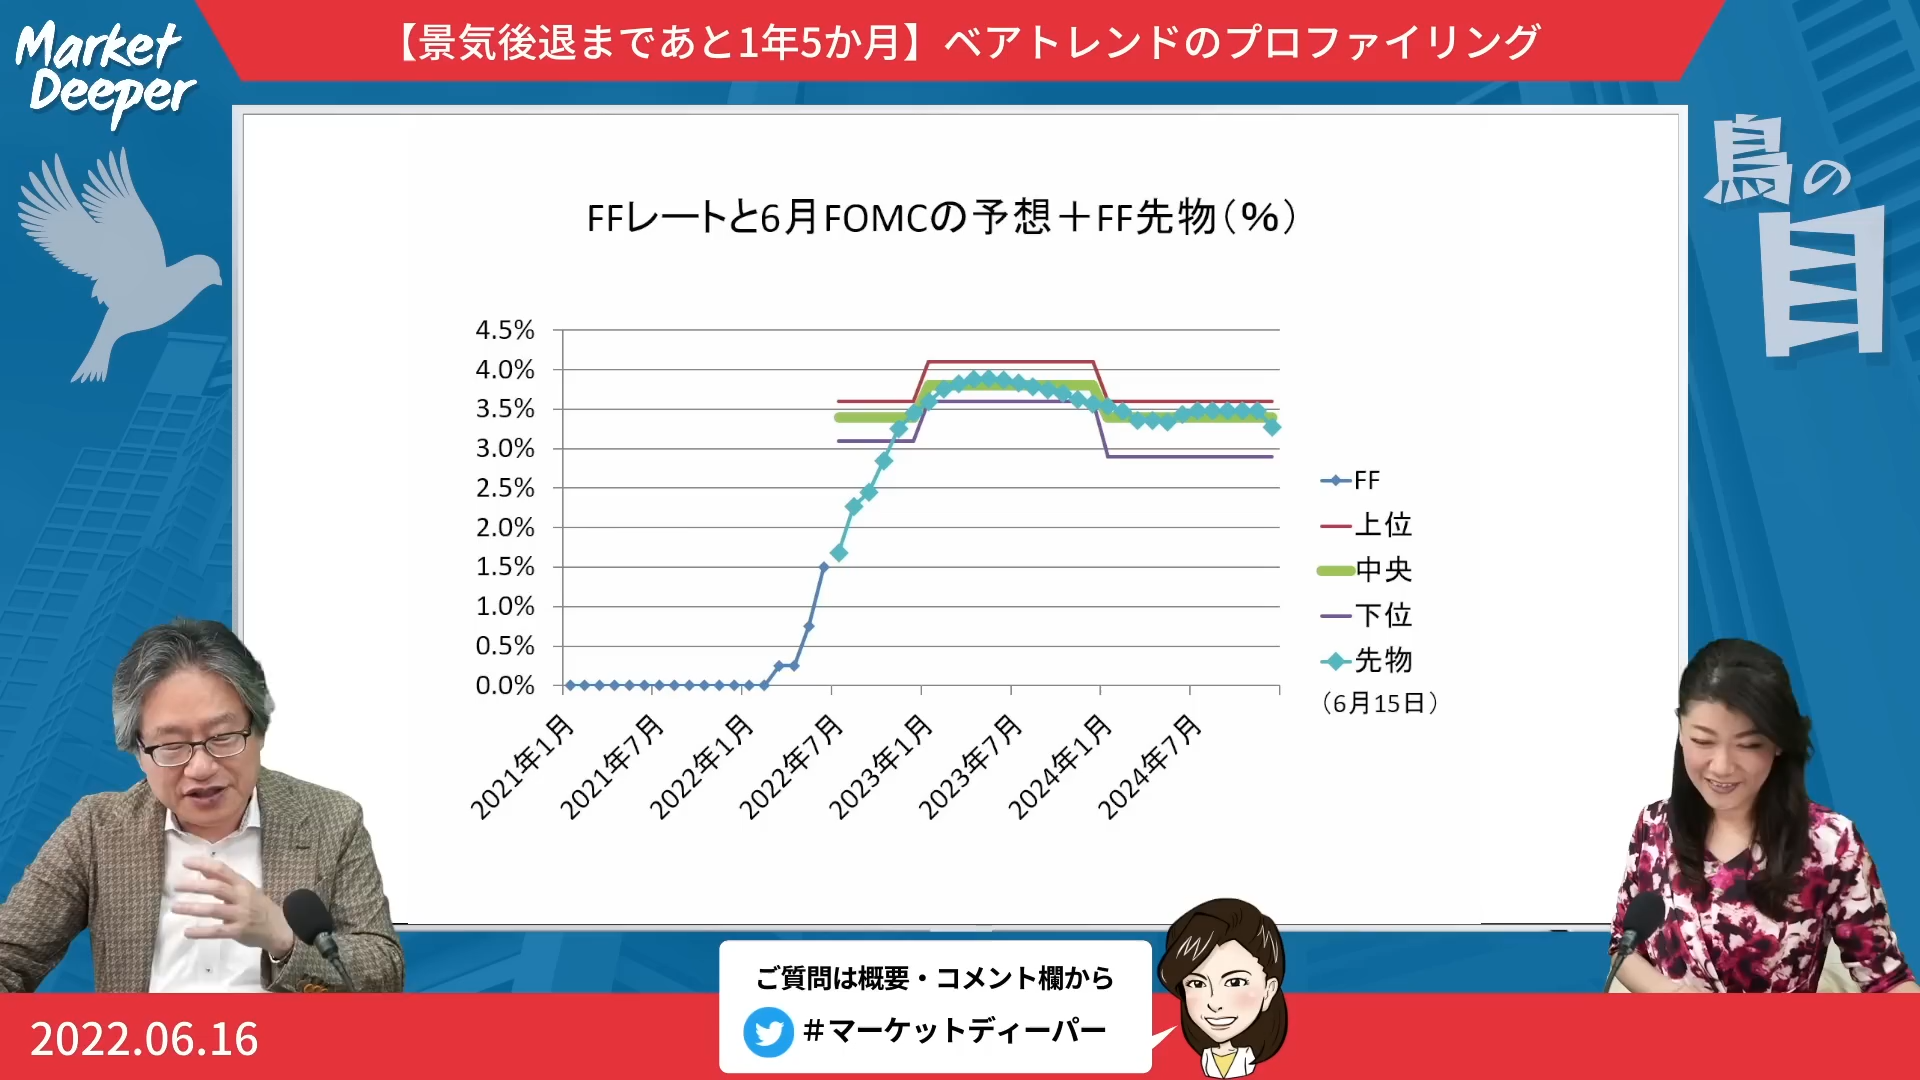 Market
Deeper
【景気後退まであと1年5か月】ベアトレンドのプロファイリング
鳥の
目
FFレートと6月FOMCの予想＋FF先物(%)
4.5%
4.0%
3.5%
3.0%
2.5%
2.0%
1.5%
1.0%
0.5%
0.0%
2021年1月
2021年7月
2022年1月
2022年7月
2023年1月
2023年7月
2024年1月
2024年7月
FF
上位
中央
下位
先物
(6月15日)
ご質問は概要・コメント欄から
#マーケットディーパー
2022.06.16